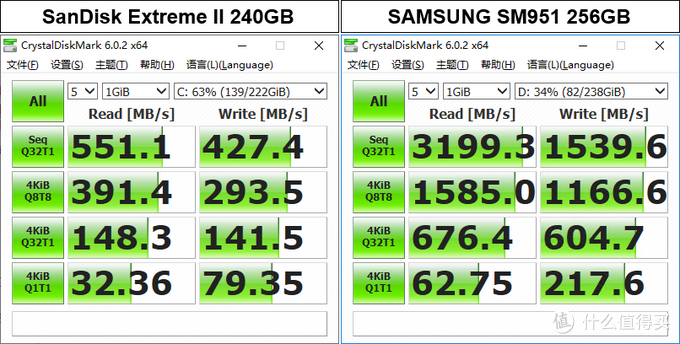 SanDisk Extreme II 240GB
CrystalDiskMark 6.0.2 x64
文件(F) 设置(S) 主题(T) 帮助(H) 语言(L)(Language)
All
5 1GiB C: 63% (139/222GiB)
Read [MB/s] Write [MB/s]
Seq Q32T1 551.1 427.4
4KiB Q8T8 391.4 293.5
4KiB Q32T1 148.3 141.5
4KiB Q1T1 32.36 79.35
SAMSUNG SM951 256GB
CrystalDiskMark 6.0.2 x64
文件(F) 设置(S) 主题(T) 帮助(H) 语言(L)(Language)
All
5 1GiB D: 34% (82/238GiB)
Read [MB/s] Write [MB/s]
Seq Q32T1 3199.3 1539.6
4KiB Q8T8 1585.0 1166.6
4KiB Q32T1 676.4 604.7
4KiB Q1T1 62.75 217.6
值 什么值得买